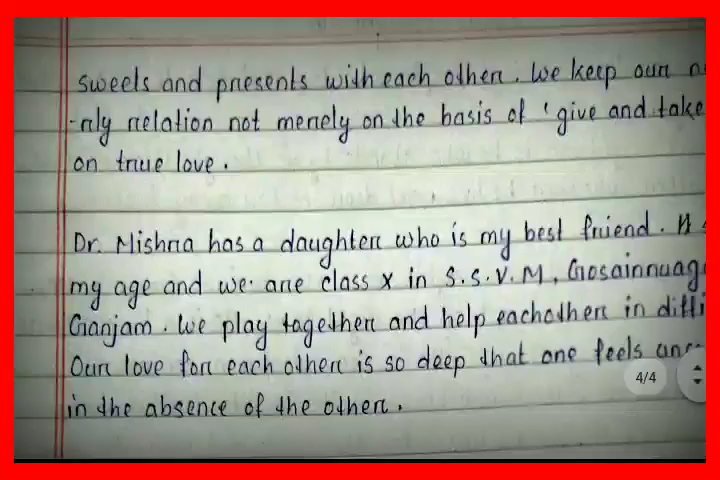 sweets and presents with each other. We keep our n
-rly relation not merely on the basis of 'give and take
on true love.
Dr. Mishra has a daughter who is my best friend.
my age and we are class X in S.S.V.M, Gosainnuag
Ganjam. We play together and help eachother in diffi
Our love for each other is so deep that one feels
in the absence of the other.
4/4